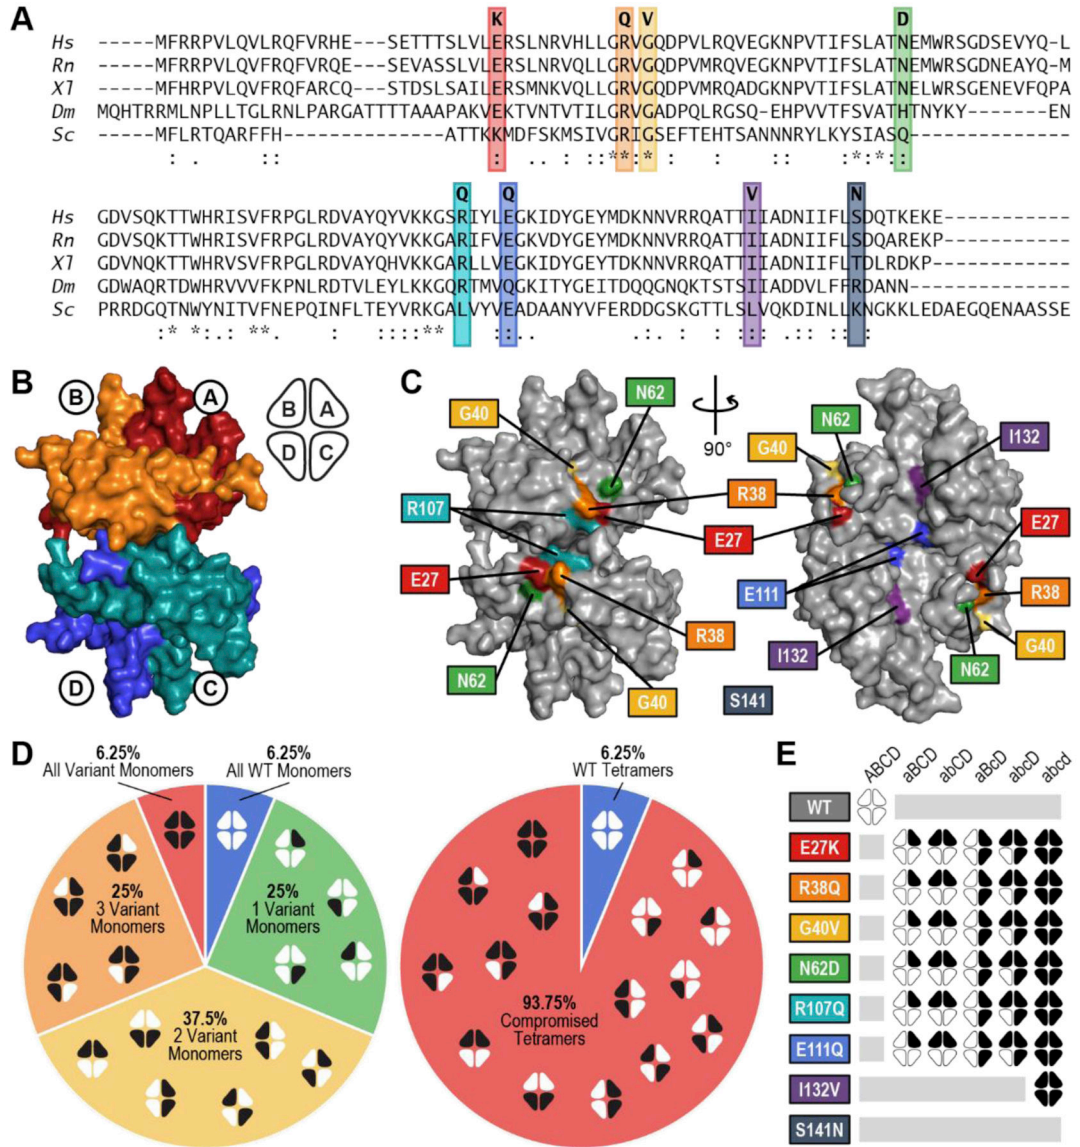 A
K Q V D
Hs -----MFRRPVLQVLRQFVRHE---SETTTSLVLERSLNRVHLLGRVGQDPVLRQVEGKNPVTIFSLATNEMWRSGDSEVYQ-L
Rn -----MFRRPVLQVFRQFVRQE---SEVASSLVLERSLNRVQLLGRVGQDPVMRQVEGKNPVTIFSLATNEMWRSGDNEAYQ-M
Xl -----MFHRPVLQVFRQFARCQ---STDSLSAILERSMNKVQLLGRVGQDPVMRQADGKNPVTIFSLATNELWRSGENEVFQPA
Dm MQHTRRMLNPLLTGLRNLPARGATTTTAAAPAKVEKTVNTVTILGRVGADPQLRGSQ-EHPVVTFSVATHTNYKY-----EN
Sc -----MFLRTQARFFH--------------ATTKKMDFSKMSIVGRIGSEFTEHTSANNNRYLKYSIASQ------------
Q Q V N
Hs GDVSQKTTWHRISVFRPGLRDVAYQYVKKGSRIYLEGKIDYGEYMDKNNVRRQATTIIADNIIFLSDQTKEKE-----------
Rn GDVSQKTTWHRISVFRPGLRDVAYQYVKKGARIFVEGKVDYGEYMDKNNVRRQATTIIADNIIFLSDQAREKP-----------
Xl GDVNQKTTWHRVSVFRPGLRDVAYQHVKKGARLLVEGKIDYGEYTDKNNVRRQATTIIADNIIFLTDLRDKP------------
Dm GDWAQRTDWHRVVVFKPNLRDTVLEYLKKGQRTMVQGKITYGEITDQQGNQKTSTSIIADDVLFFRDANN--------------
Sc PRRDGQTNWYNITVFNEPQINFLTEYVRKGALVYVEADAANYVFERDDGSKGTTLSLVQKDINLLKNGKKLEDAEGQENAASSE
B
B A
B A
D C
D C
C
N62
G40
90°
G40
N62
I132
R107
R38
E27
E27
E27
R38
E111
R38
G40
I132
N62
G40
S141
N62
D
6.25%
All Variant Monomers
6.25%
All WT Monomers
25%
3 Variant
Monomers
25%
1 Variant
Monomers
37.5%
2 Variant
Monomers
6.25%
WT Tetramers
93.75%
Compromised
Tetramers
E
ABCD aBCD abCD aBcD abcD abcd
WT
E27K
R38Q
G40V
N62D
R107Q
E111Q
I132V
S141N